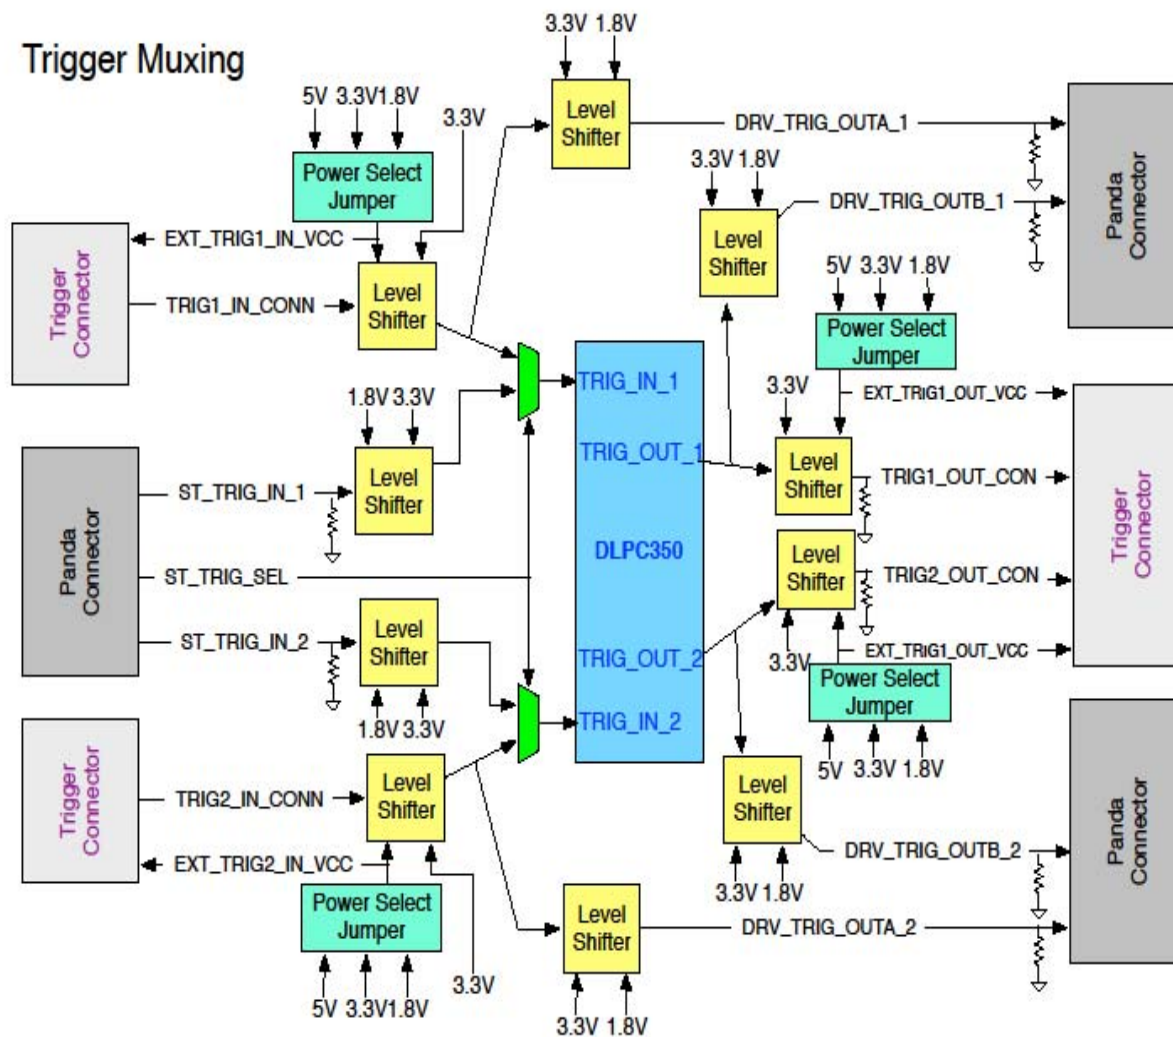 Trigger Muxing
3.3V 1.8V
5V 3.3V 1.8V
3.3V
Power Select
Jumper
Level
Shifter
DRV_TRIG_OUTA_1
3.3V 1.8V
DRV_TRIG_OUTB_1
Level
Shifter
Panda
Connector
EXT_TRIG1_IN_VCC
TRIG1_IN_CONN
Level
Shifter
Trigger
Connector
5V 3.3V 1.8V
Power Select
Jumper
TRIG_IN_1
3.3V
EXT_TRIG1_OUT_VCC
1.8V 3.3V
TRIG_OUT_1
Level
Shifter
TRIG1_OUT_CON
ST_TRIG_IN_1
Level
Shifter
Panda
Connector
DLPC350
Trigger
Connector
ST_TRIG_SEL
Level
Shifter
TRIG2_OUT_CON
ST_TRIG_IN_2
Level
Shifter
TRIG_OUT_2
3.3V
EXT_TRIG1_OUT_VCC
1.8V 3.3V
TRIG_IN_2
Power Select
Jumper
5V 3.3V 1.8V
Trigger
Connector
TRIG2_IN_CONN
Level
Shifter
Level
Shifter
EXT_TRIG2_IN_VCC
DRV_TRIG_OUTB_2
Panda
Connector
3.3V 1.8V
Power Select
Jumper
Level
Shifter
DRV_TRIG_OUTA_2
5V 3.3V 1.8V
3.3V
3.3V 1.8V